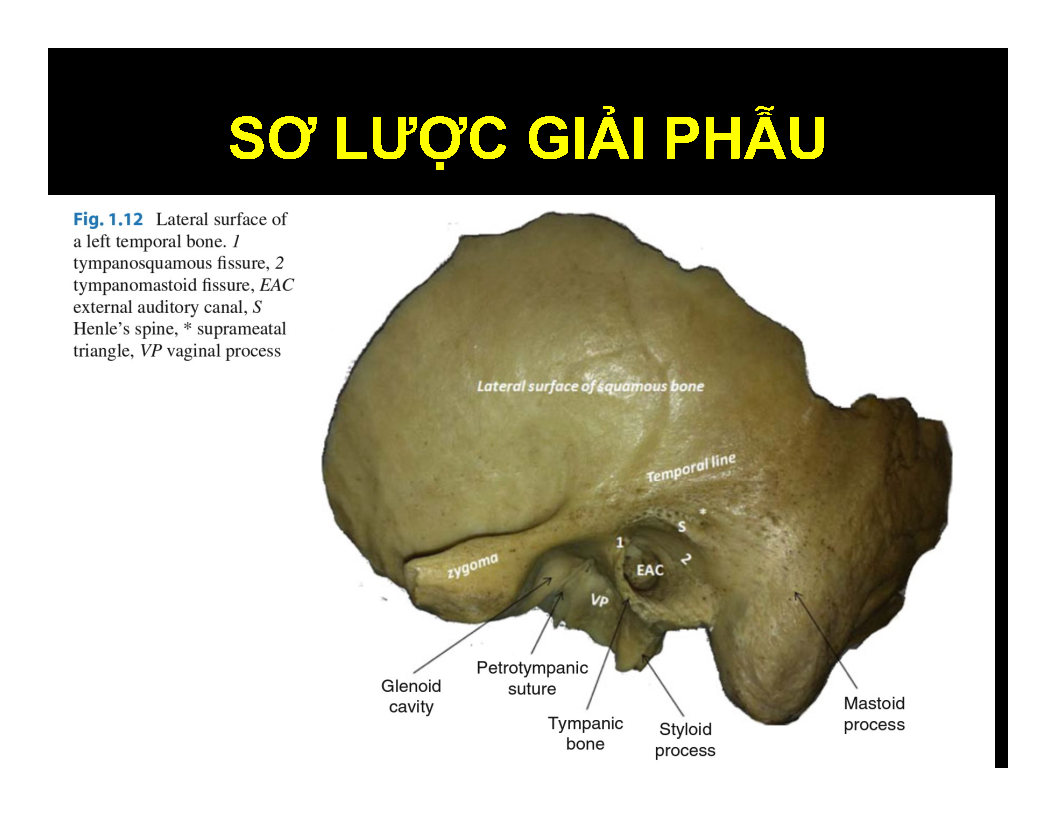 SƠ LƯỢC GIẢI PHẪU
Fig. 1.12 Lateral surface of
a left temporal bone. 1
tympanosquamous fissure, 2
tympanomastoid fissure, EAC
external auditory canal, S
Henle's spine, * suprameatal
triangle, VP vaginal process
Lateral surface of squamous bone
Temporal line
*
S
1
2
zygoma
EAC
VP
Glenoid
cavity
Petrotympanic
suture
Tympanic
bone
Styloid
process
Mastoid
process